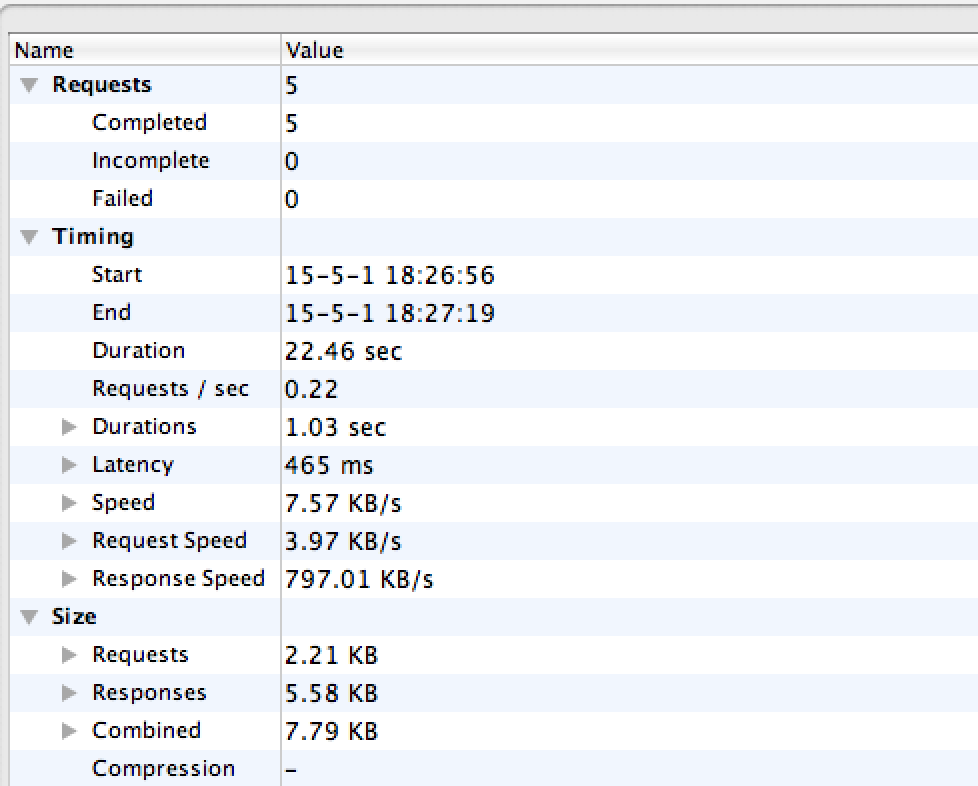 Name Value
Requests 5
Completed 5
Incomplete 0
Failed 0
Timing
Start 15-5-1 18:26:56
End 15-5-1 18:27:19
Duration 22.46 sec
Requests / sec 0.22
Durations 1.03 sec
Latency 465 ms
Speed 7.57 KB/s
Request Speed 3.97 KB/s
Response Speed 797.01 KB/s
Size
Requests 2.21 KB
Responses 5.58 KB
Combined 7.79 KB
Compression –